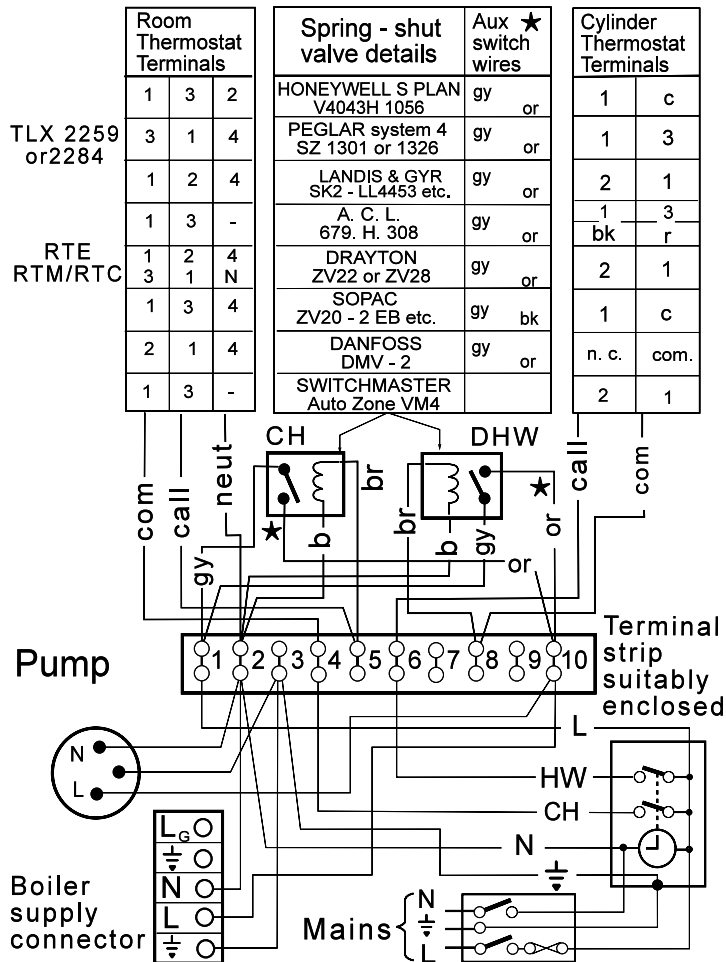 Room
Thermostat
Terminals
Spring - shut
valve details
Aux ★
switch
wires
Cylinder
Thermostat
Terminals
1 3 2
HONEYWELL S PLAN
V4043H 1056
gy or
1 c
TLX 2259
or2284
3 1 4
PEGLAR system 4
SZ 1301 or 1326
gy or
1 3
1 2 4
LANDIS & GYR
SK2 - LL4453 etc.
gy or
2 1
1 3 -
A. C. L.
679. H. 308
gy or
1 3
bk r
RTE
RTM/RTC
1 2 4
3 1 N
DRAYTON
ZV22 or ZV28
gy or
2 1
1 3 4
SOPAC
ZV20 - 2 EB etc.
gy bk
1 c
2 1 4
DANFOSS
DMV - 2
gy or
n. c. com.
1 3 -
SWITCHMASTER
Auto Zone VM4
2 1
com
call
neut
CH
DHW
br
br
call
com
★
★
gy
b
b
gy
or
or
1 2 3 4 5 6 7 8 9 10
Terminal
strip
suitably
enclosed
Pump
N
L
L
HW
CH
N
⏚
LG
⏚
N
L
⏚
Boiler
supply
connector
Mains
N
⏚
L